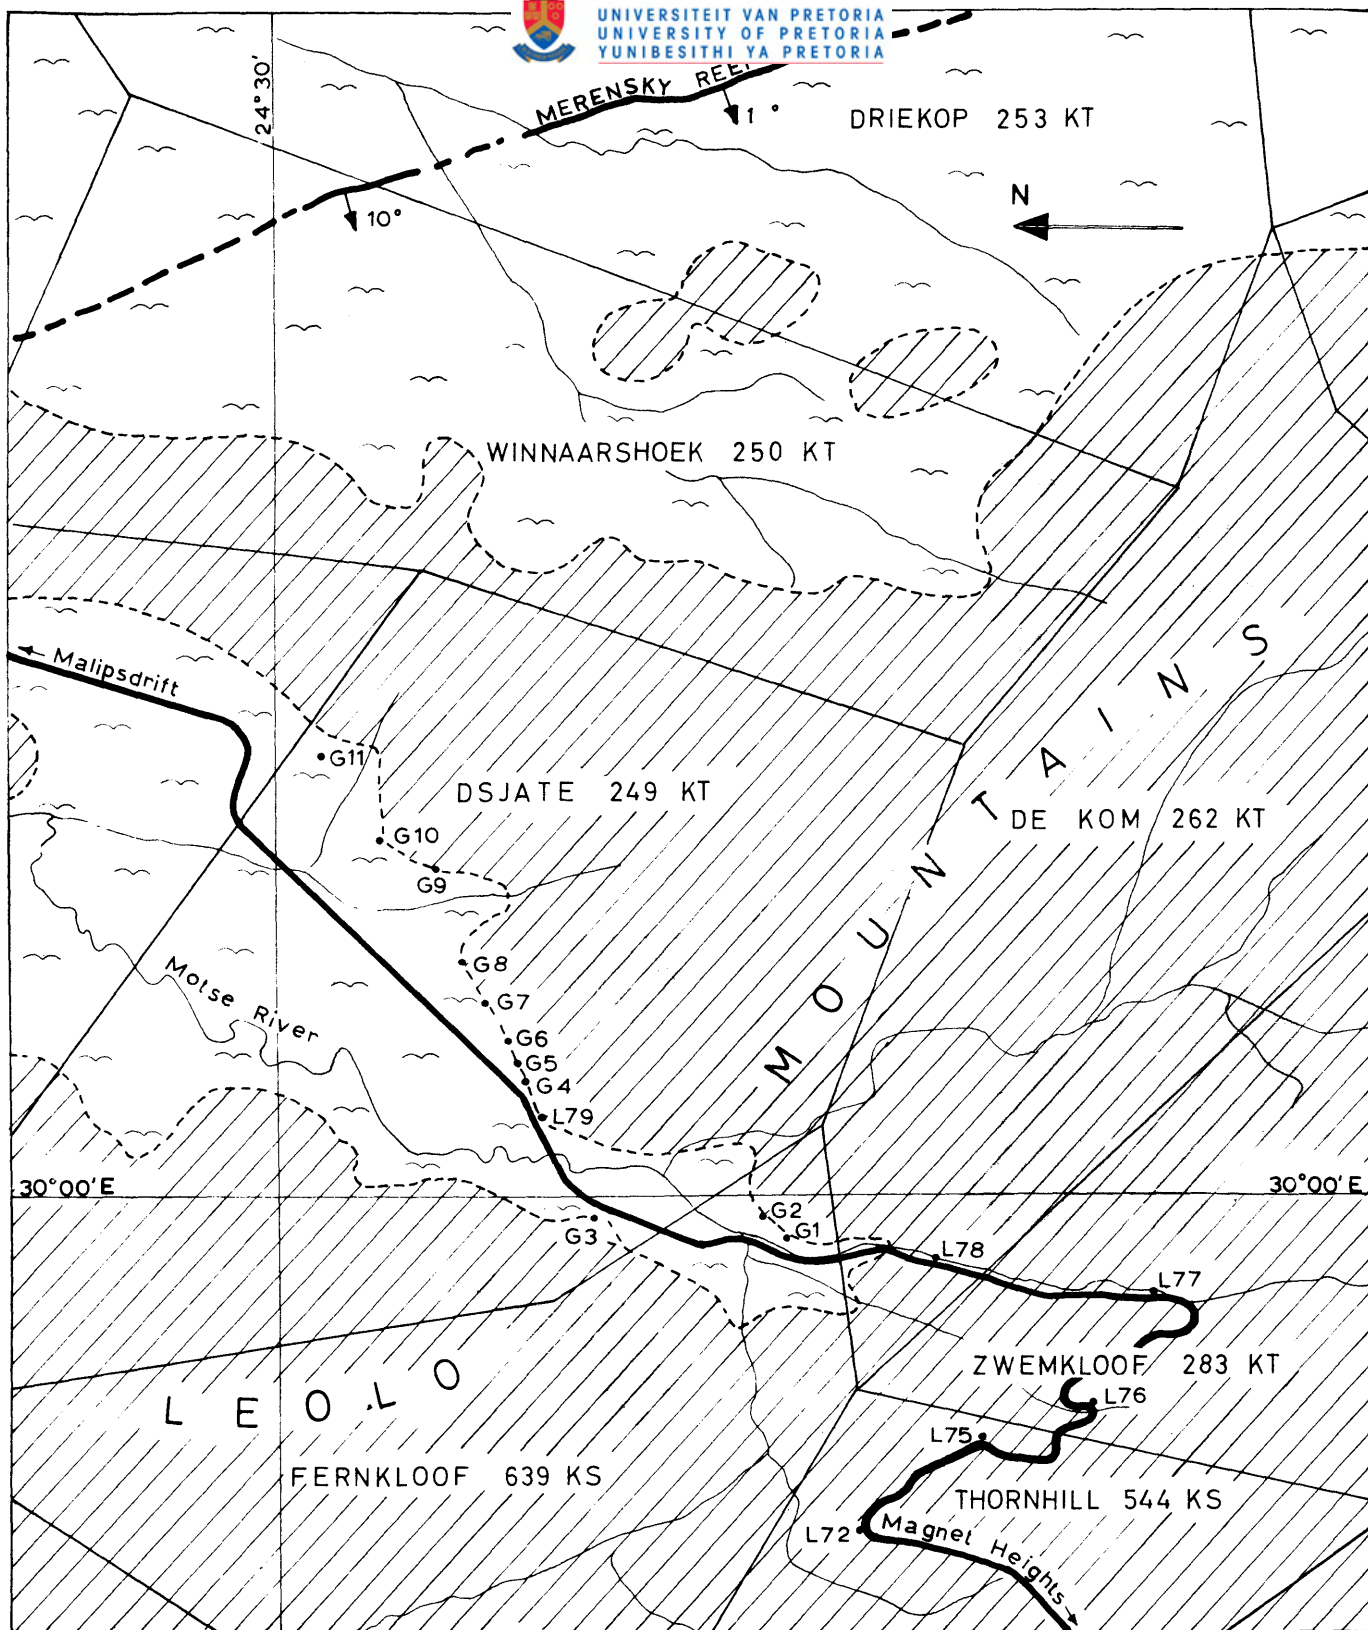 UNIVERSITEIT VAN PRETORIA
UNIVERSITY OF PRETORIA
YUNIBESITHI YA PRETORIA
24°30'
MERENSKY REEF
1°
DRIEKOP 253 KT
N
10°
WINNAARSHOEK 250 KT
Malipsdrift
G11
DSJATE 249 KT
G10
G9
DE KOM 262 KT
G8
Motse River
G7
G6
G5
G4
L79
MOUNTAINS
30°00'E
30°00'E
G2
G1
G3
L78
L77
ZWEMKLOOF 283 KT
L76
LEOLO
L75
FERNKLOOF 639 KS
THORNHILL 544 KS
L72
Magnet Heights